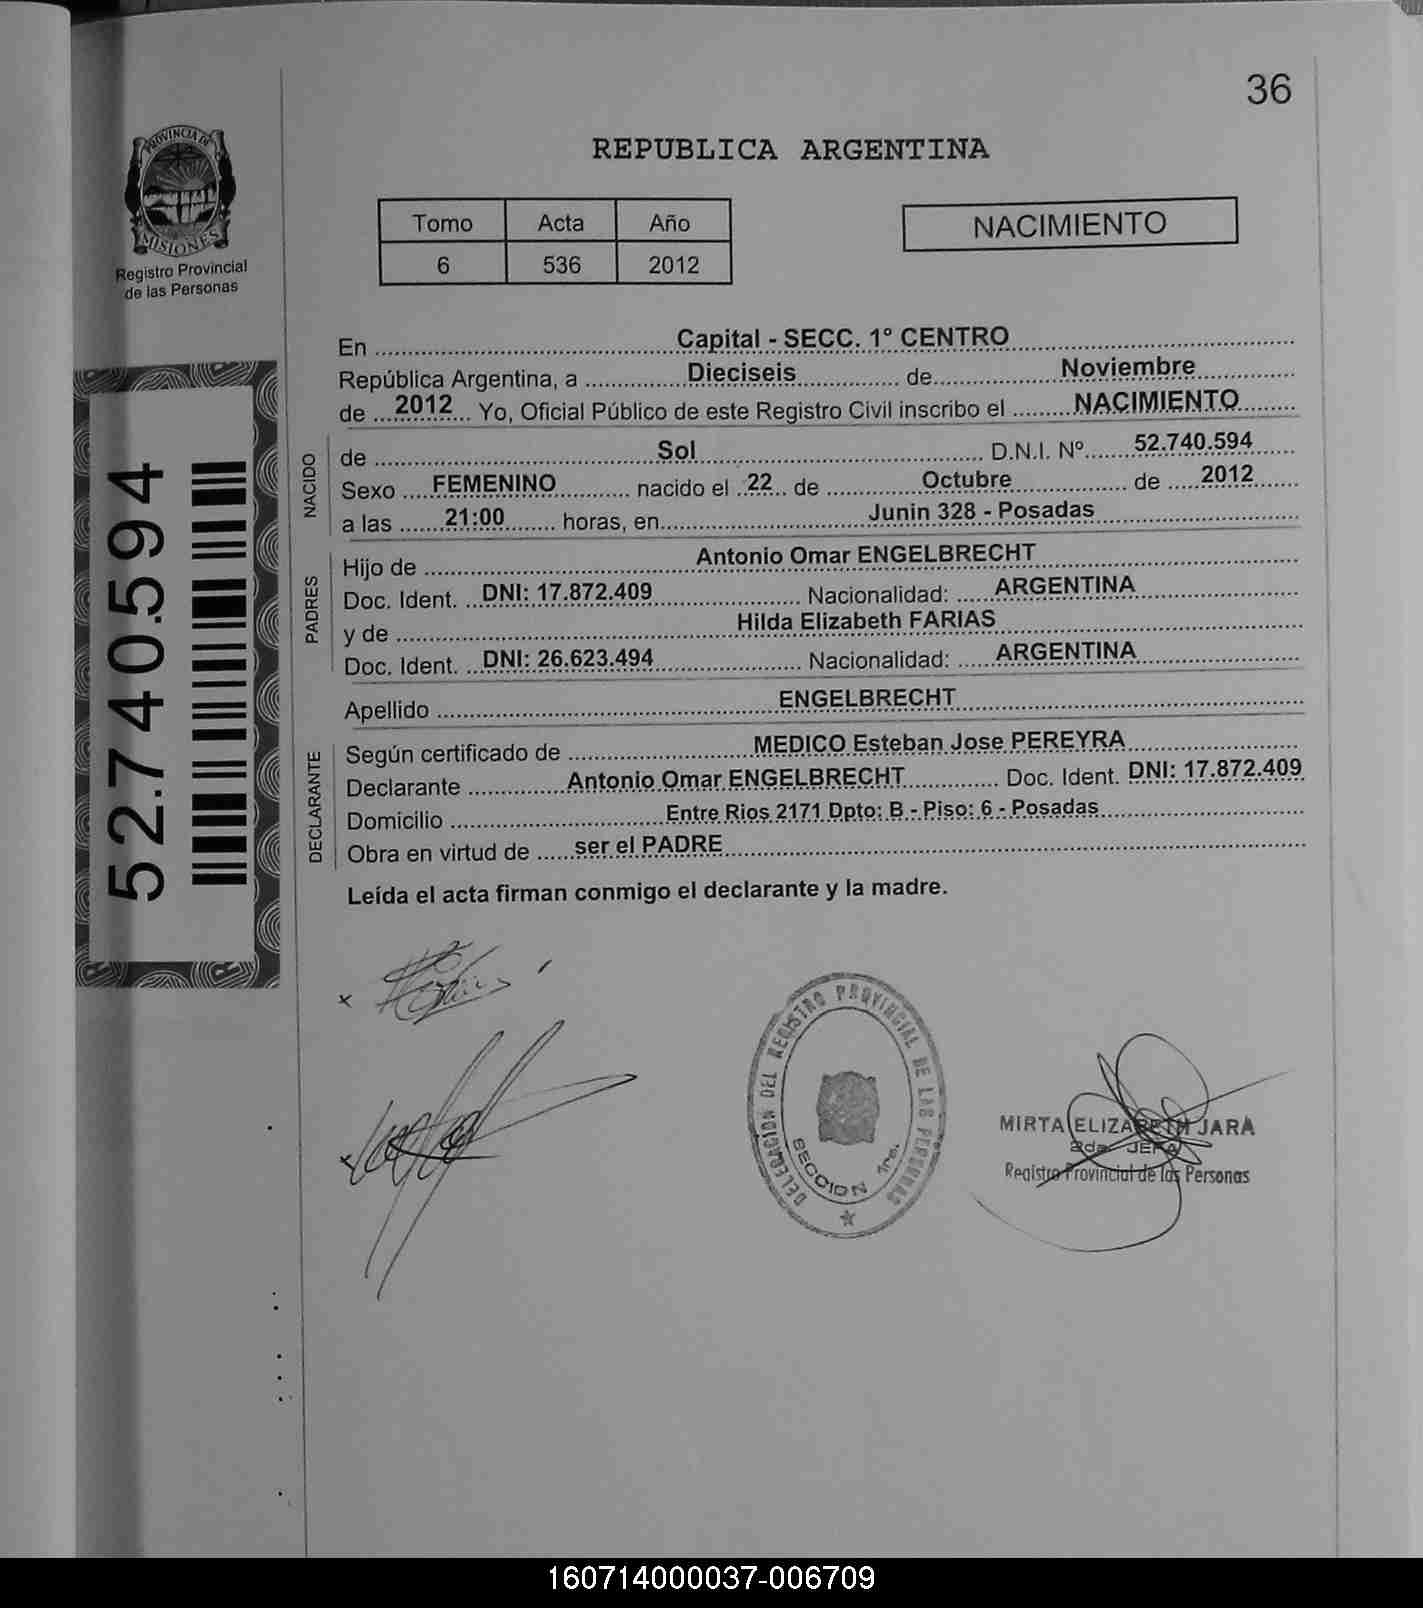 36
PROVINCIA DE
MISIONES
Registro Provincial
de las Personas
REPUBLICA ARGENTINA
Tomo Acta Año
6 536 2012
NACIMIENTO
52.740.594
En Capital - SECC. 1° CENTRO
República Argentina, a Dieciseis de Noviembre
de 2012 Yo, Oficial Público de este Registro Civil inscribo el NACIMIENTO
NACIDO
de Sol D.N.I. Nº 52.740.594
Sexo FEMENINO nacido el 22 de Octubre de 2012
a las 21:00 horas, en Junin 328 - Posadas
PADRES
Hijo de Antonio Omar ENGELBRECHT
Doc. Ident. DNI: 17.872.409 Nacionalidad: ARGENTINA
y de Hilda Elizabeth FARIAS
Doc. Ident. DNI: 26.623.494 Nacionalidad: ARGENTINA
Apellido ENGELBRECHT
DECLARANTE
Según certificado de MEDICO Esteban Jose PEREYRA
Declarante Antonio Omar ENGELBRECHT Doc. Ident. DNI: 17.872.409
Domicilio Entre Rios 2171 Dpto: B - Piso: 6 - Posadas
Obra en virtud de ser el PADRE
Leída el acta firman conmigo el declarante y la madre.
DELEGACION DEL REGISTRO PROVINCIAL DE LAS PERSONAS
SECCION 1ra.
MIRTA ELIZABETH JARA
2da. JEFA
Registro Provincial de las Personas
160714000037-006709